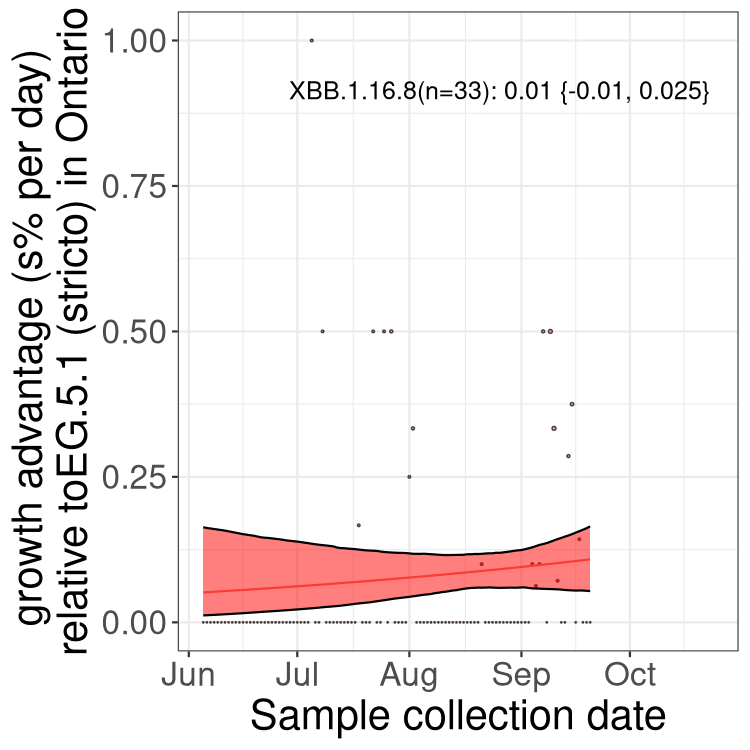 growth advantage (s% per day)
relative toEG.5.1 (stricto) in Ontario
1.00
0.75
0.50
0.25
0.00
XBB.1.16.8(n=33): 0.01 {-0.01, 0.025}
Jun Jul Aug Sep Oct
Sample collection date